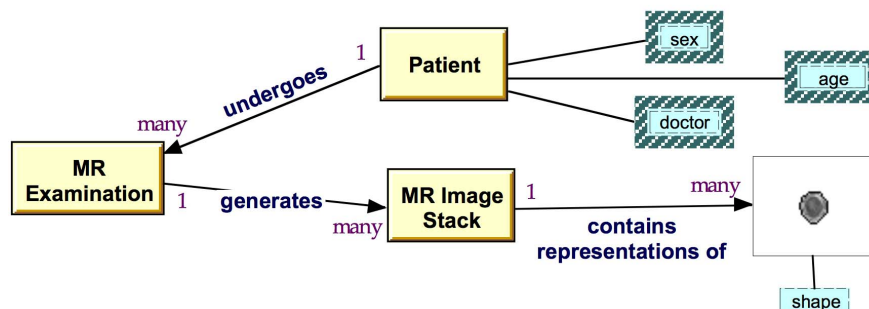 sex
1
Patient
undergoes
age
many
doctor
MR
Examination
1
generates
many
MR Image
Stack
1
many
contains
representations of
shape